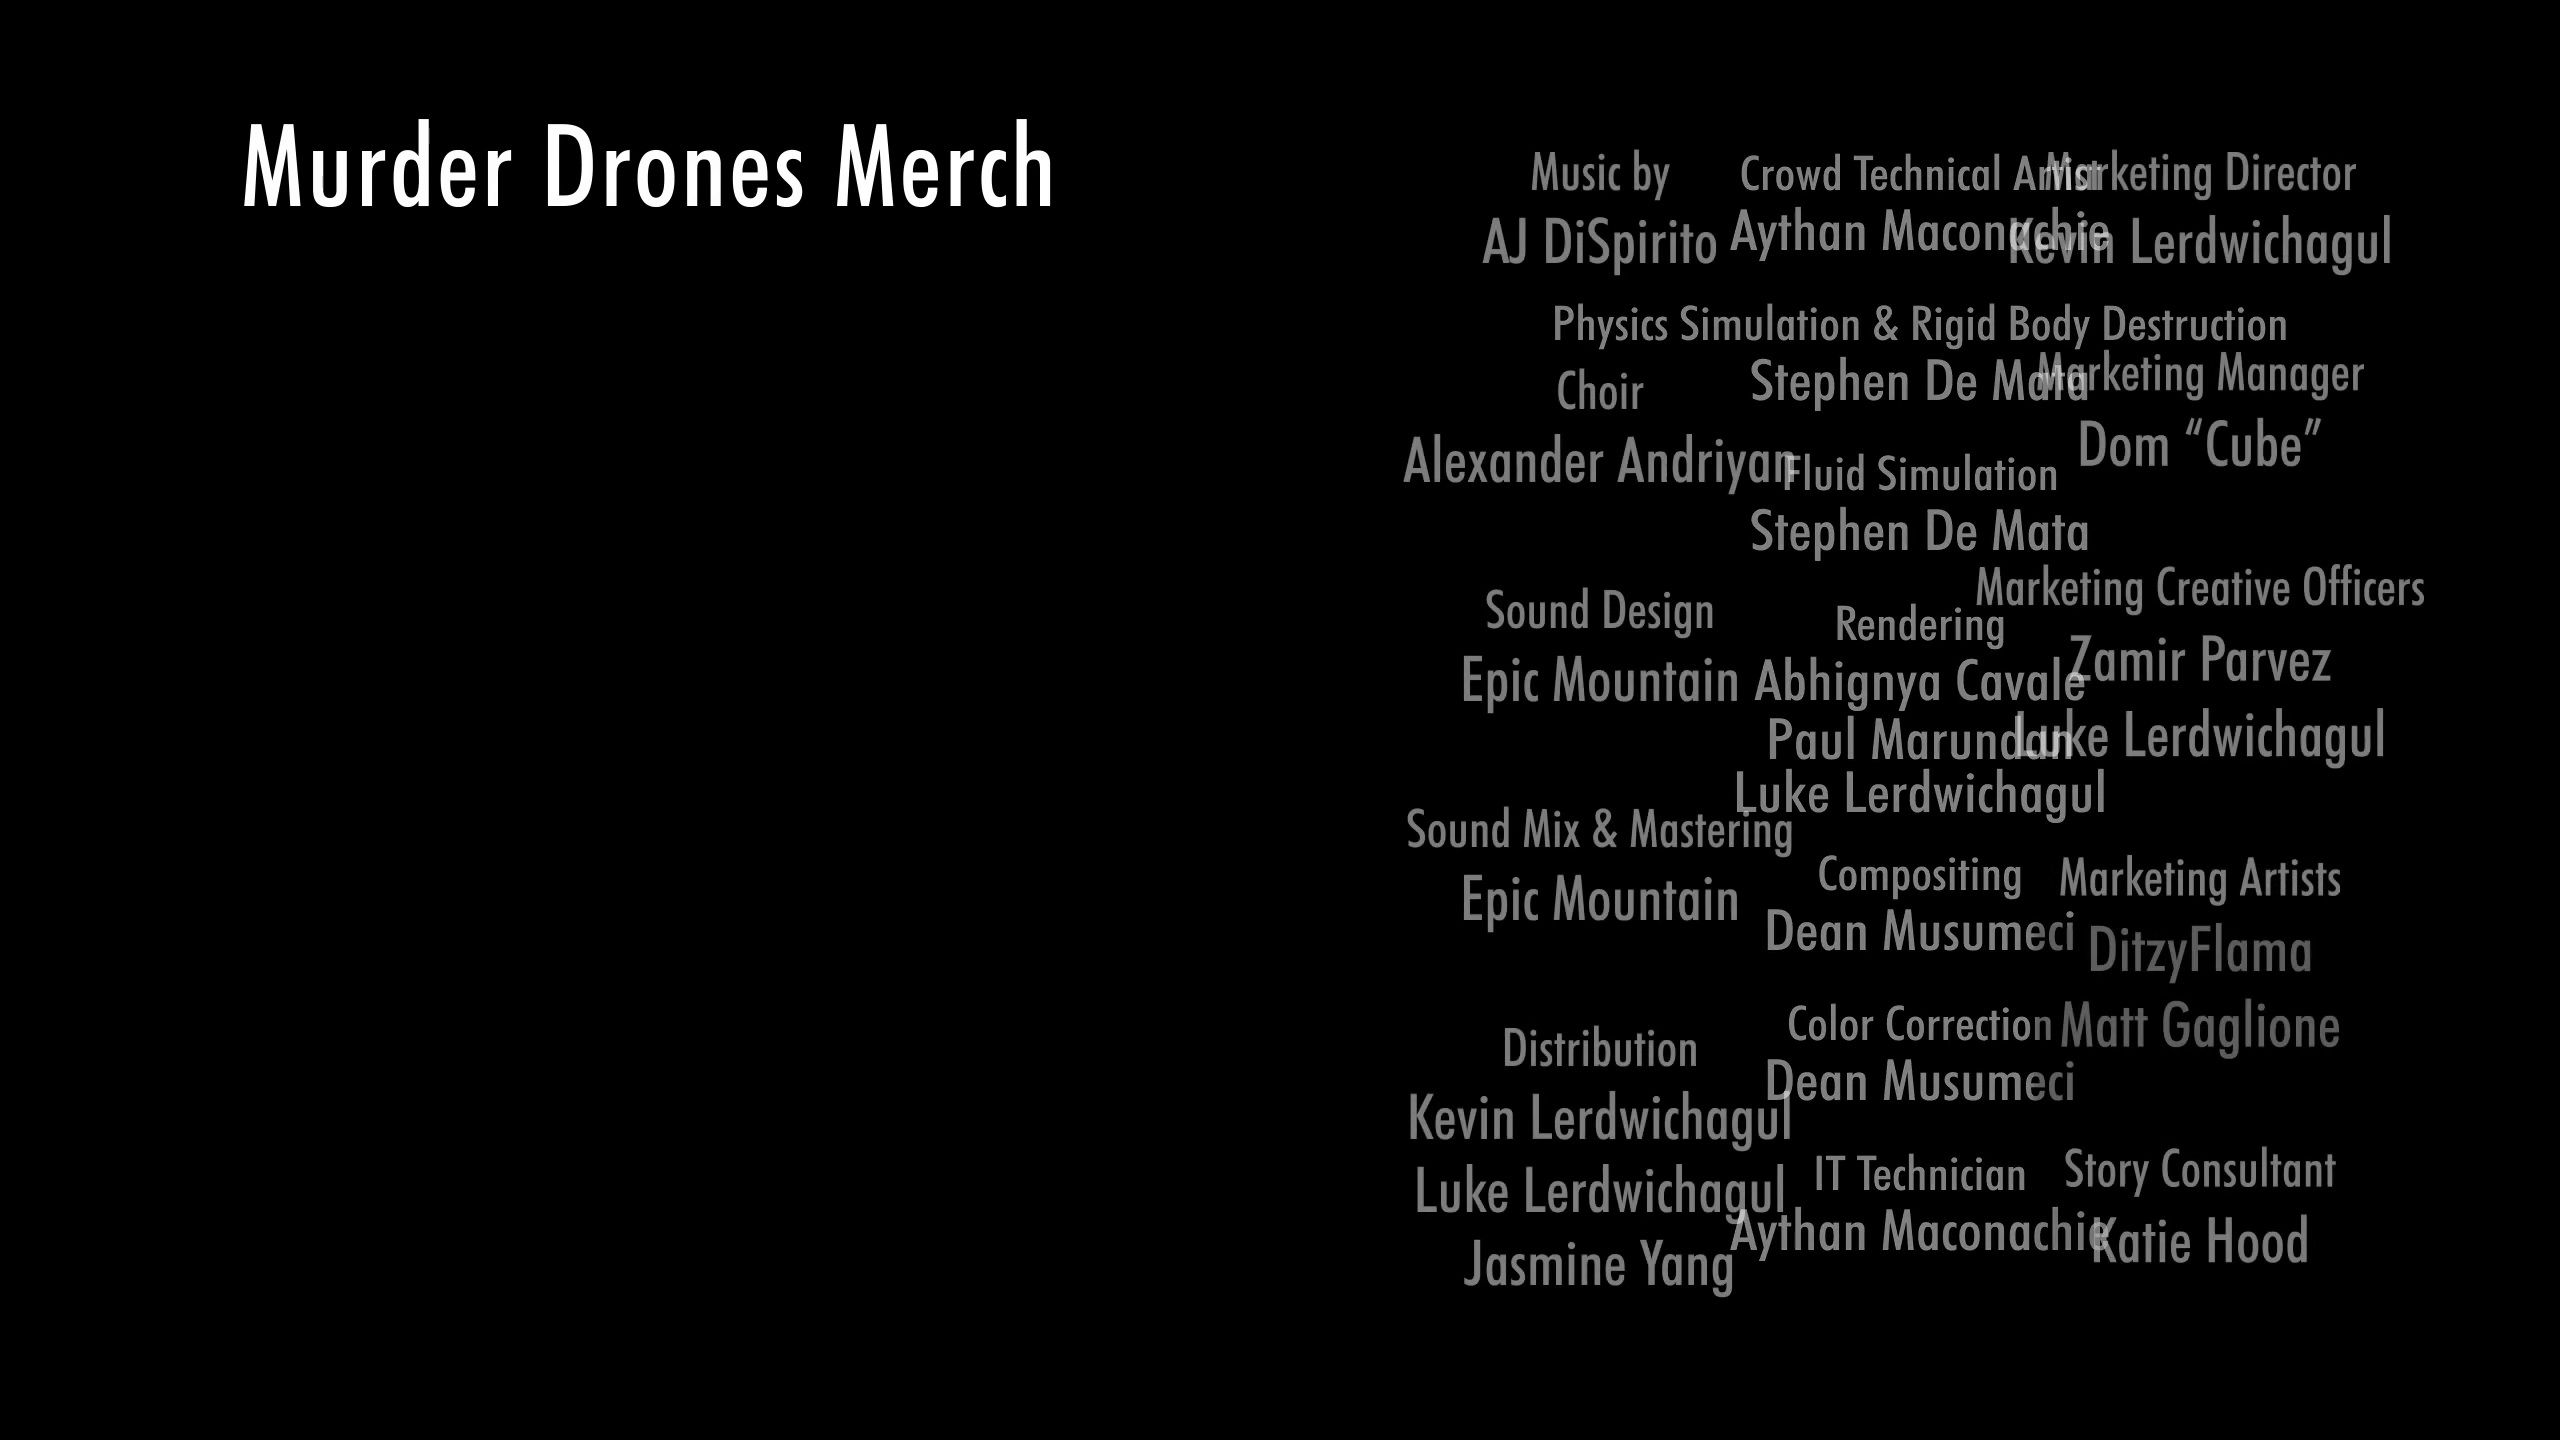 Murder Drones Merch
Music by
AJ DiSpirito
Choir
Alexander Andriyan
Sound Design
Epic Mountain
Sound Mix & Mastering
Epic Mountain
Distribution
Kevin Lerdwichagul
Luke Lerdwichagul
Jasmine Yang
Crowd Technical Artist
Aythan Maconachie
Physics Simulation & Rigid Body Destruction
Stephen De Mata
Fluid Simulation
Stephen De Mata
Rendering
Abhignya Cavale
Paul Marundan
Luke Lerdwichagul
Compositing
Dean Musumeci
Color Correction
Dean Musumeci
IT Technician
Aythan Maconachie
Marketing Director
Kevin Lerdwichagul
Marketing Manager
Dom “Cube”
Marketing Creative Officers
Zamir Parvez
Luke Lerdwichagul
Marketing Artists
DitzyFlama
Matt Gaglione
Story Consultant
Katie Hood